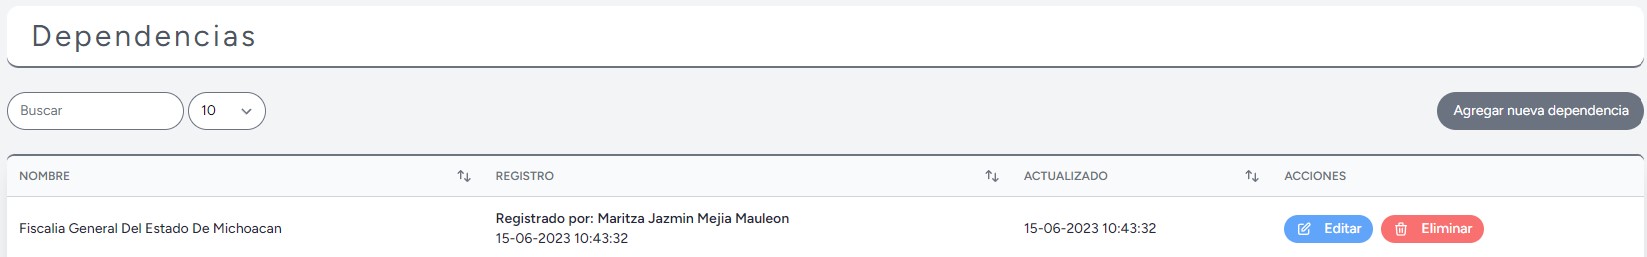 Dependencias
Buscar 10 Agregar nueva dependencia
NOMBRE REGISTRO ACTUALIZADO ACCIONES
Fiscalia General Del Estado De Michoacan Registrado por: Maritza Jazmin Mejia Mauleon 15-06-2023 10:43:32 Editar Eliminar
15-06-2023 10:43:32